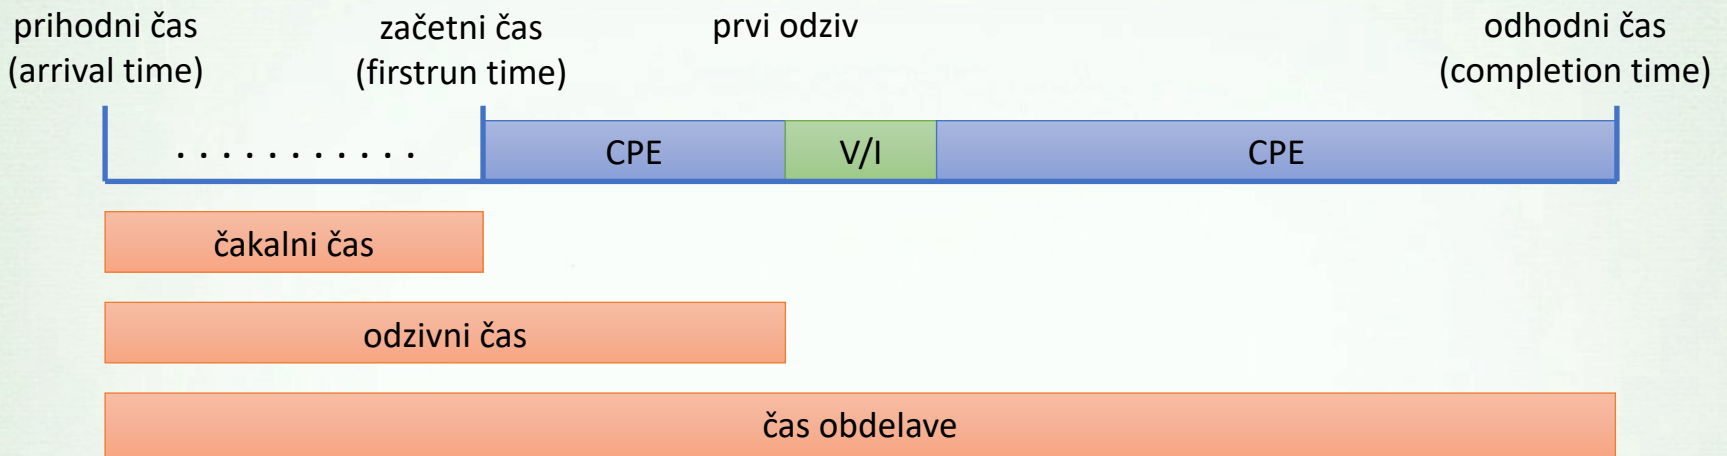 prihodni čas
(arrival time)
začetni čas
(firstrun time)
prvi odziv
odhodni čas
(completion time)
. . . . . . . . . . .
CPE
V/I
CPE
čakalni čas
odzivni čas
čas obdelave